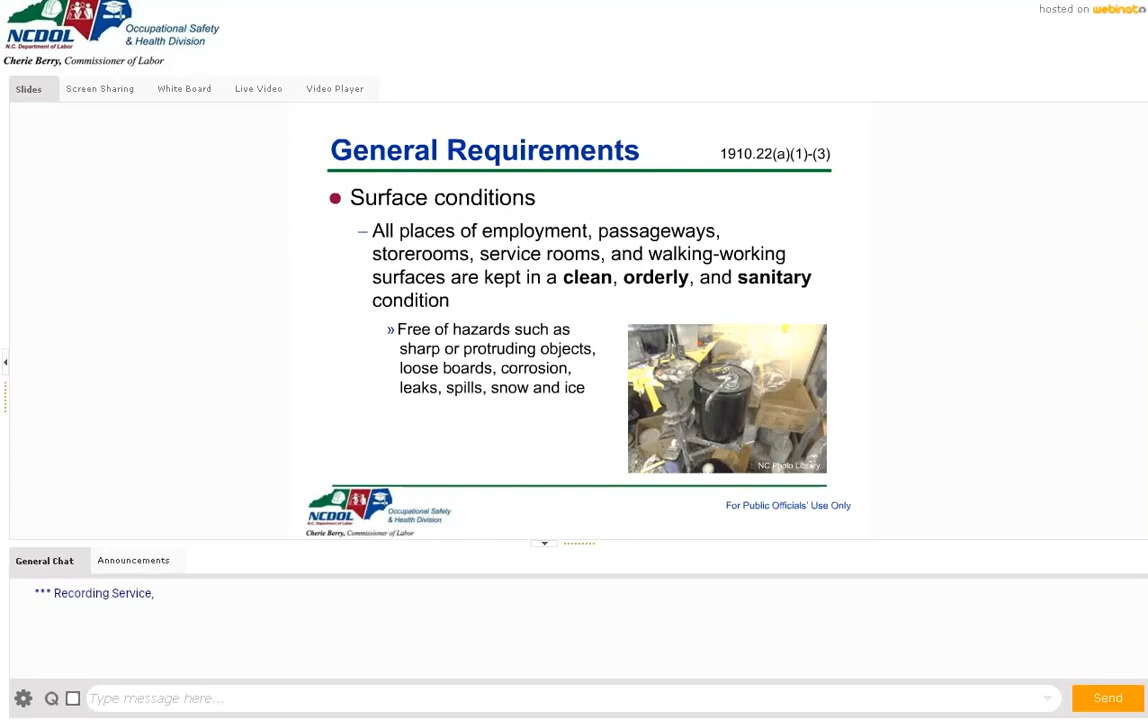 hosted on webinato
NCDOL
N.C. Department of Labor
Occupational Safety
& Health Division
Cherie Berry, Commissioner of Labor
Slides
Screen Sharing
White Board
Live Video
Video Player
General Requirements
1910.22(a)(1)-(3)
Surface conditions
– All places of employment, passageways,
storerooms, service rooms, and walking-working
surfaces are kept in a clean, orderly, and sanitary
condition
» Free of hazards such as
sharp or protruding objects,
loose boards, corrosion,
leaks, spills, snow and ice
NC Photo Library
NCDOL
N.C. Department of Labor
Occupational Safety
& Health Division
Cherie Berry, Commissioner of Labor
For Public Officials' Use Only
General Chat
Announcements
*** Recording Service,
Type message here...
Send